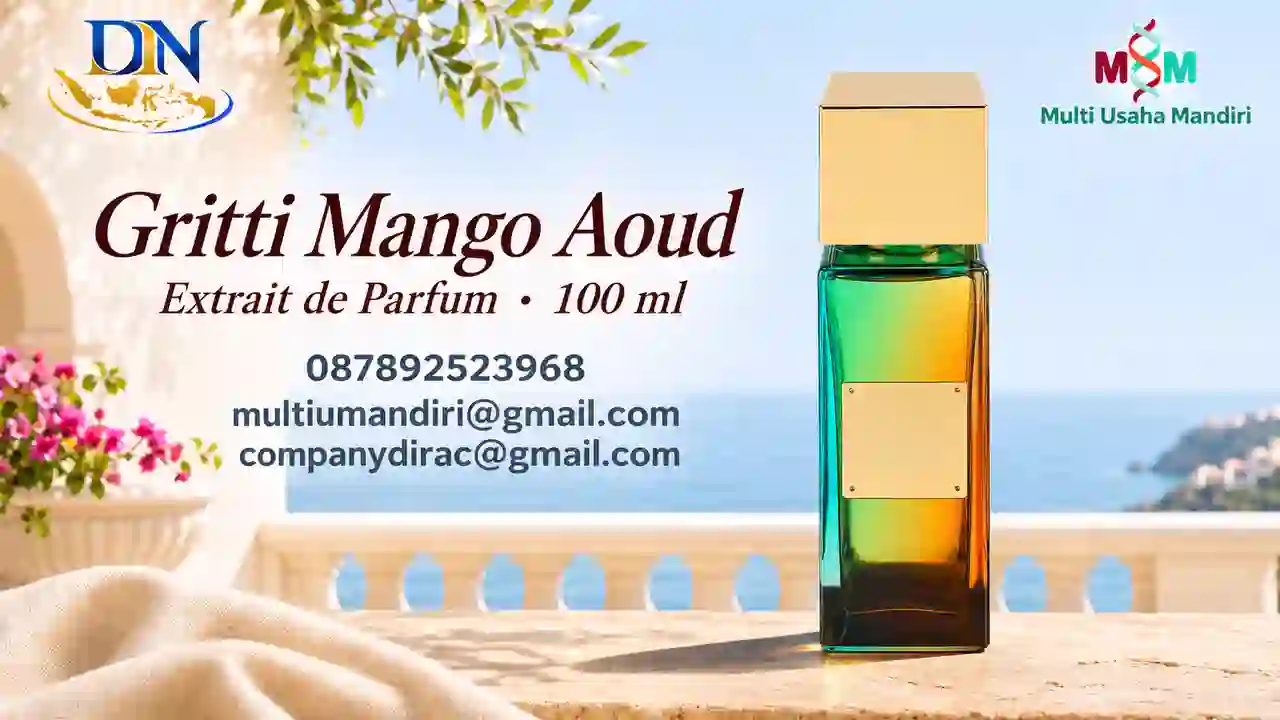 DN
MM
Multi Usaha Mandiri
Gritti Mango Aoud
Extrait de Parfum • 100 ml
087892523968
multiumandiri@gmail.com
companydirac@gmail.com